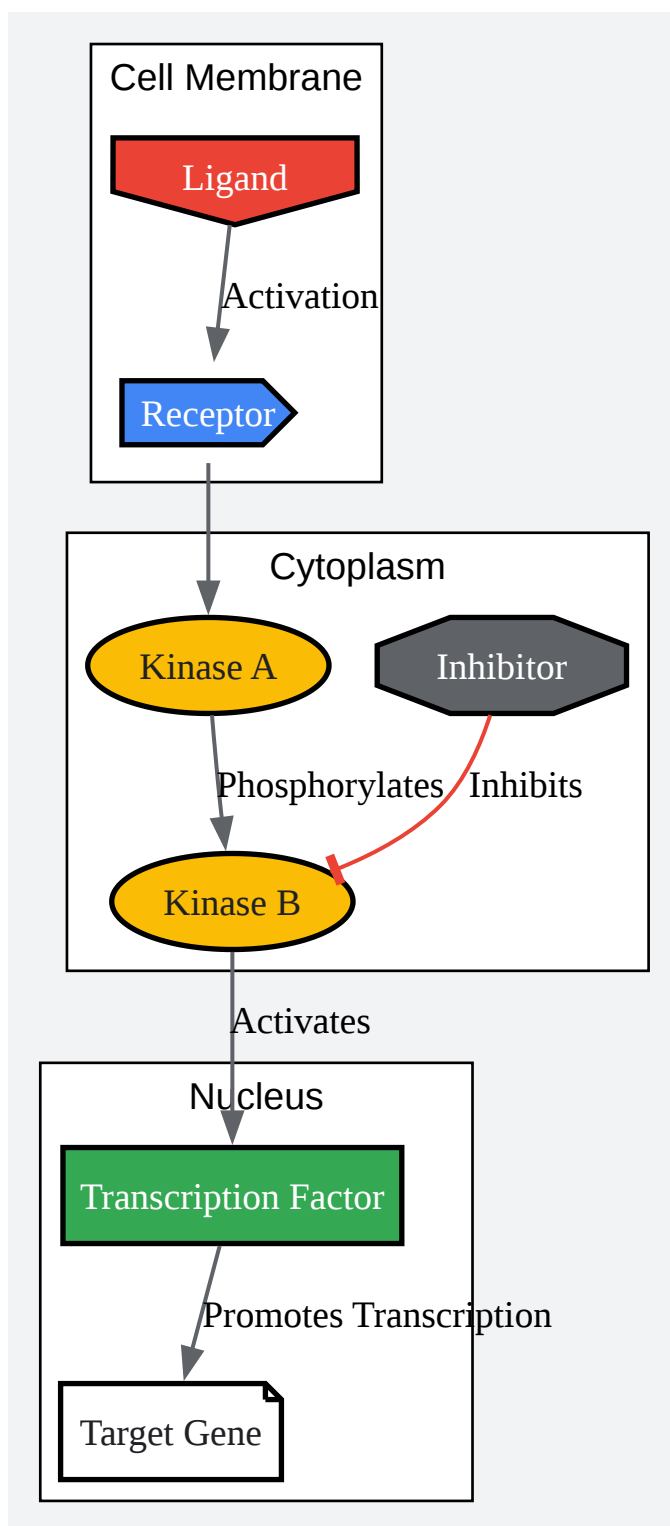 Cell Membrane
Ligand
Activation
Receptor
Cytoplasm
Kinase A
Inhibitor
Phosphorylates
Inhibits
Kinase B
Activates
Nucleus
Transcription Factor
Promotes Transcription
Target Gene